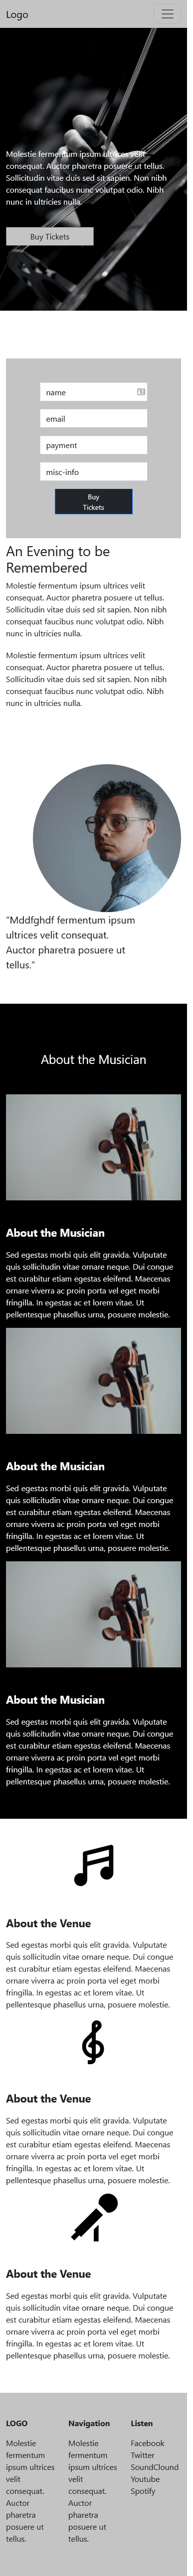 Logo
Molestie fermentum ipsum ultrices velit
consequat. Auctor pharetra posuere ut tellus.
Sollicitudin vitae duis sed sit sapien. Non nibh
consequat faucibus nunc volutpat odio. Nibh
nunc in ultricies nulla.
Buy Tickets
name
email
payment
misc-info
Buy
Tickets
An Evening to be
Remembered
Molestie fermentum ipsum ultrices velit
consequat. Auctor pharetra posuere ut tellus.
Sollicitudin vitae duis sed sit sapien. Non nibh
consequat faucibus nunc volutpat odio. Nibh
nunc in ultricies nulla.
Molestie fermentum ipsum ultrices velit
consequat. Auctor pharetra posuere ut tellus.
Sollicitudin vitae duis sed sit sapien. Non nibh
consequat faucibus nunc volutpat odio. Nibh
nunc in ultricies nulla.
"Mddfghdf fermentum ipsum
ultrices velit consequat.
Auctor pharetra posuere ut
tellus."
About the Musician
About the Musician
Sed egestas morbi quis elit gravida. Vulputate
quis sollicitudin vitae ornare neque. Dui congue
est curabitur etiam egestas eleifend. Maecenas
ornare viverra ac proin porta vel eget morbi
fringilla. In egestas ac et lorem vitae. Ut
pellentesque phasellus urna, posuere molestie.
About the Musician
Sed egestas morbi quis elit gravida. Vulputate
quis sollicitudin vitae ornare neque. Dui congue
est curabitur etiam egestas eleifend. Maecenas
ornare viverra ac proin porta vel eget morbi
fringilla. In egestas ac et lorem vitae. Ut
pellentesque phasellus urna, posuere molestie.
About the Musician
Sed egestas morbi quis elit gravida. Vulputate
quis sollicitudin vitae ornare neque. Dui congue
est curabitur etiam egestas eleifend. Maecenas
ornare viverra ac proin porta vel eget morbi
fringilla. In egestas ac et lorem vitae. Ut
pellentesque phasellus urna, posuere molestie.
About the Venue
Sed egestas morbi quis elit gravida. Vulputate
quis sollicitudin vitae ornare neque. Dui congue
est curabitur etiam egestas eleifend. Maecenas
ornare viverra ac proin porta vel eget morbi
fringilla. In egestas ac et lorem vitae. Ut
pellentesque phasellus urna, posuere molestie.
About the Venue
Sed egestas morbi quis elit gravida. Vulputate
quis sollicitudin vitae ornare neque. Dui congue
est curabitur etiam egestas eleifend. Maecenas
ornare viverra ac proin porta vel eget morbi
fringilla. In egestas ac et lorem vitae. Ut
pellentesque phasellus urna, posuere molestie.
About the Venue
Sed egestas morbi quis elit gravida. Vulputate
quis sollicitudin vitae ornare neque. Dui congue
est curabitur etiam egestas eleifend. Maecenas
ornare viverra ac proin porta vel eget morbi
fringilla. In egestas ac et lorem vitae. Ut
pellentesque phasellus urna, posuere molestie.
LOGO
Molestie
fermentum
ipsum ultrices
velit
consequat.
Auctor
pharetra
posuere ut
tellus.
Navigation
Molestie
fermentum
ipsum ultrices
velit
consequat.
Auctor
pharetra
posuere ut
tellus.
Listen
Facebook
Twitter
SoundClound
Youtube
Spotify